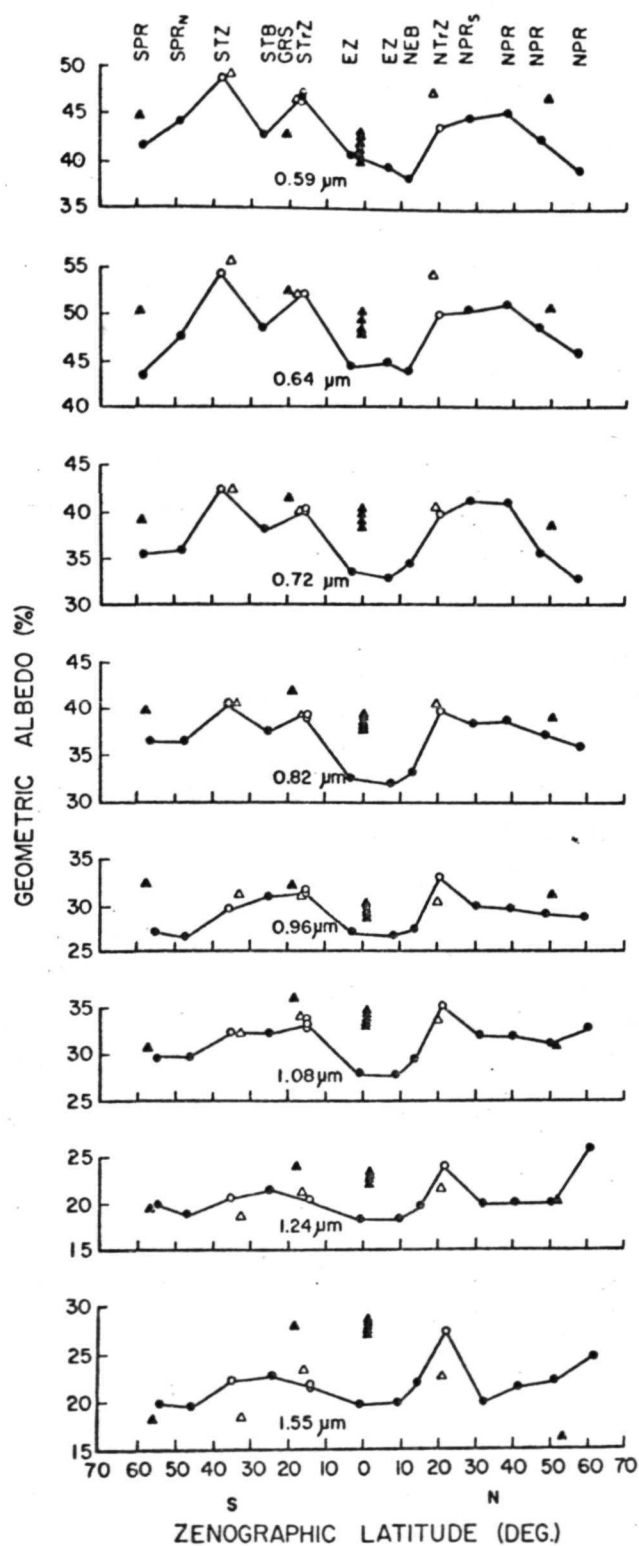 SPR SPRN STZ STB GRS STrZ EZ EZ NEB NTrZ NPRS NPR NPR NPR
50
45
40
35
0.59 µm
55
50
45
40
0.64 µm
45
40
35
30
0.72 µm
45
40
35
30
0.82 µm
35
30
25
0.96 µm
35
30
25
1.08 µm
25
20
15
1.24 µm
30
25
20
15
1.55 µm
GEOMETRIC ALBEDO (%)
70 60 50 40 30 20 10 0 10 20 30 40 50 60 70
S N
ZENOGRAPHIC LATITUDE (DEG.)